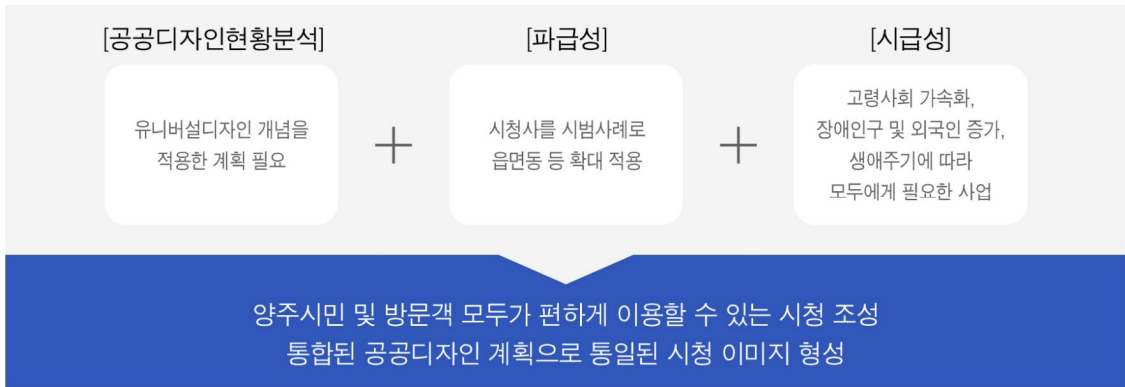 [공공디자인현황분석]
유니버설디자인 개념을
적용한 계획 필요
+
[파급성]
시청사를 시범사례로
읍면동 등 확대 적용
+
[시급성]
고령사회 가속화,
장애인구 및 외국인 증가,
생애주기에 따라
모두에게 필요한 사업
양주시민 및 방문객 모두가 편하게 이용할 수 있는 시청 조성
통합된 공공디자인 계획으로 통일된 시청 이미지 형성